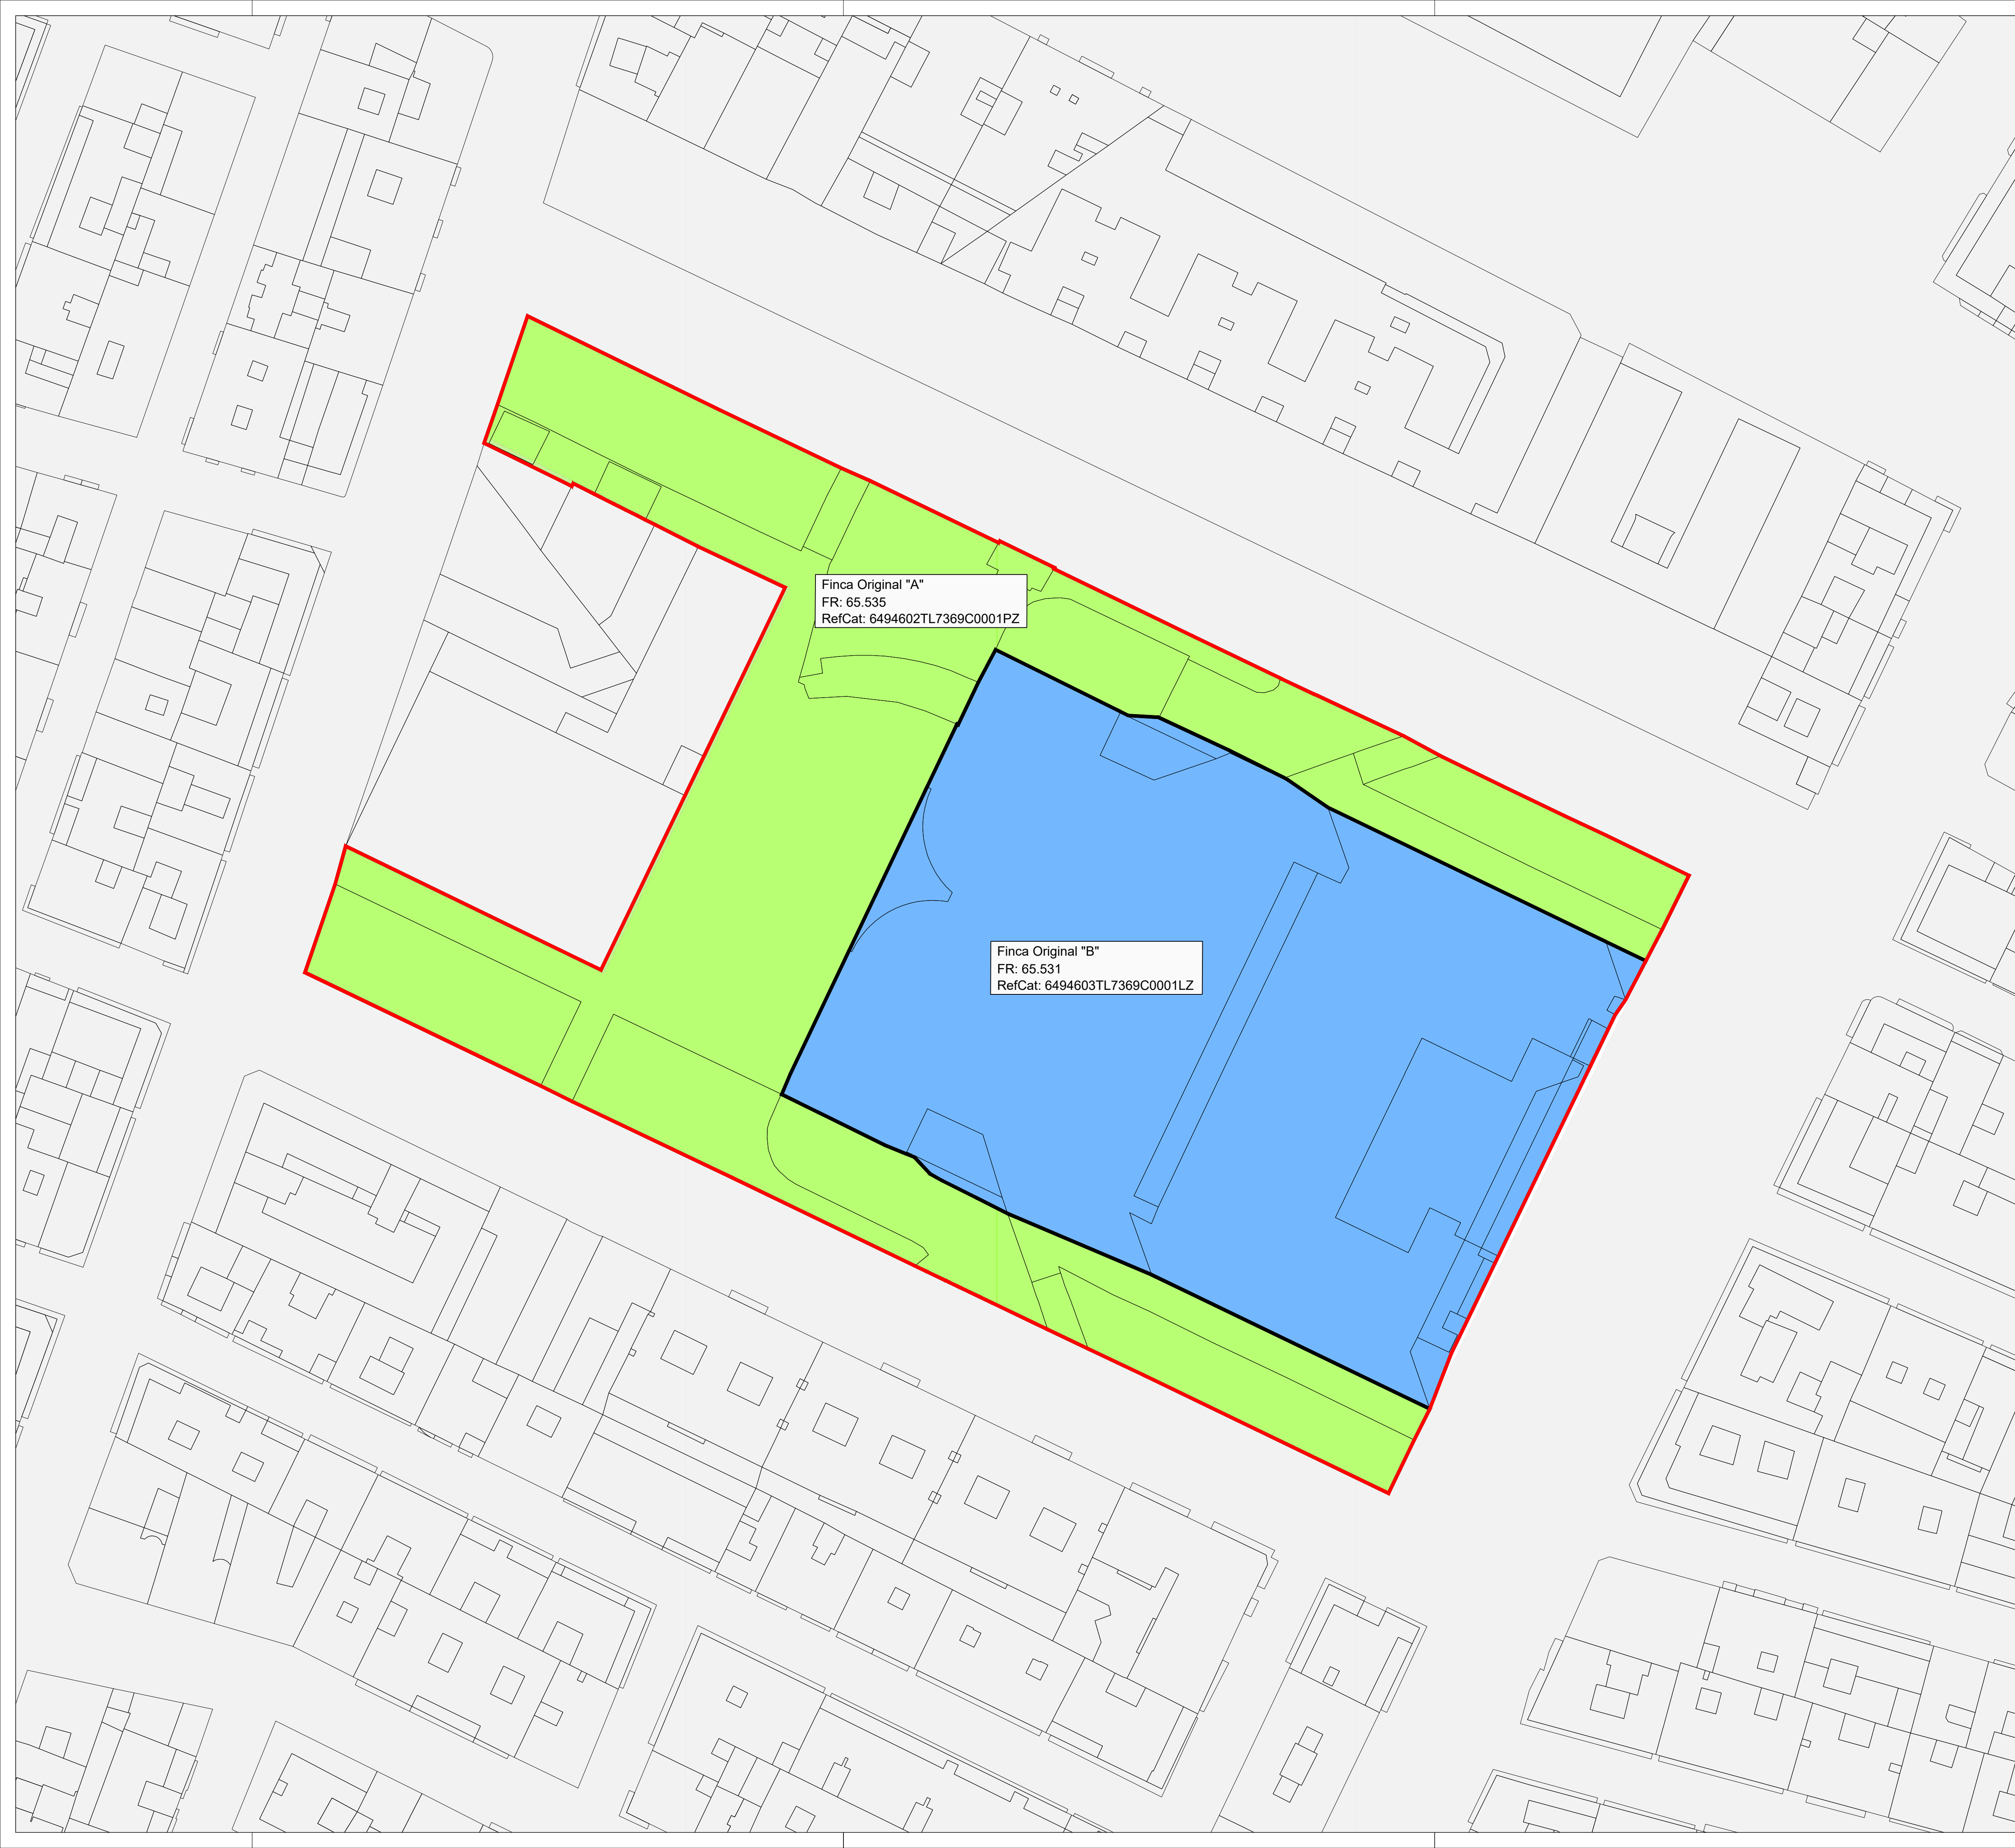 Finca Original "A"
FR: 65.535
RefCat: 6494602TL7369C0001PZ
Finca Original "B"
FR: 65.531
RefCat: 6494603TL7369C0001LZ